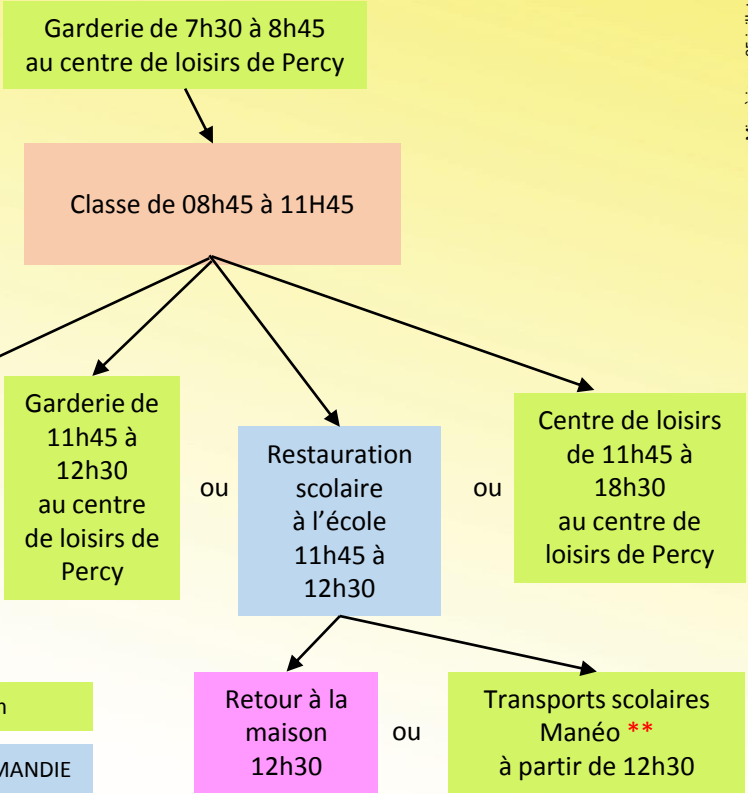 Garderie de 7h30 à 8h45
au centre de loisirs de Percy
Classe de 08h45 à 11H45
Garderie de
11h45 à
12h30
au centre
de loisirs de
Percy
ou
Restauration
scolaire
à l'école
11h45 à
12h30
ou
Centre de loisirs
de 11h45 à
18h30
au centre de
loisirs de Percy
Retour à la
maison
12h30
ou
Transports scolaires
Manéo **
à partir de 12h30
MANDIE